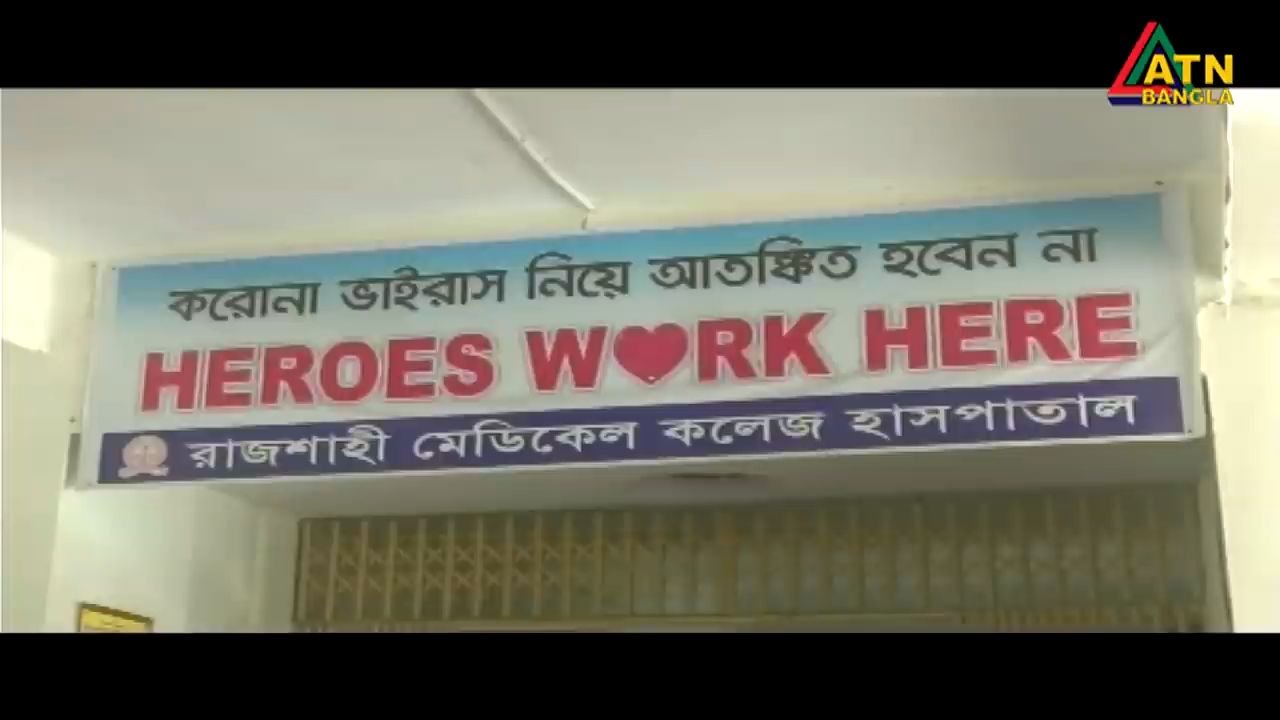 ATN
BANGLA
করোনা ভাইরাস নিয়ে আতঙ্কিত হবেন না
HEROES W❤RK HERE
রাজশাহী মেডিকেল কলেজ হাসপাতাল